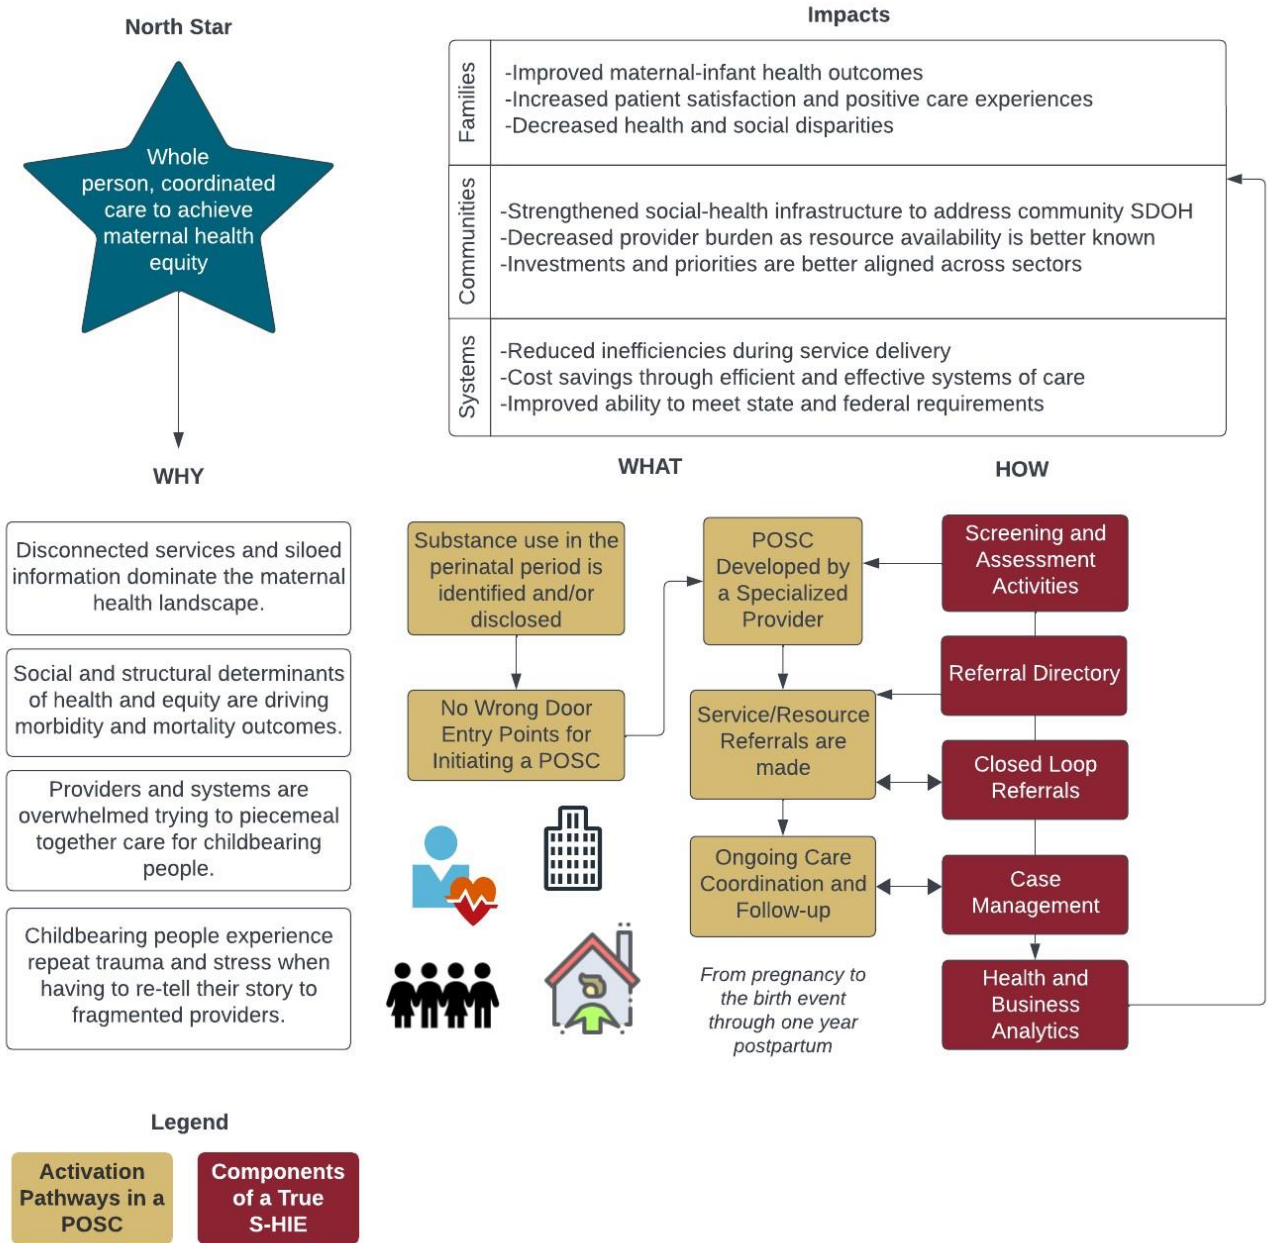 North Star
Whole
person, coordinated
care to achieve
maternal health
equity
Impacts
Families
-Improved maternal-infant health outcomes
-Increased patient satisfaction and positive care experiences
-Decreased health and social disparities
Communities
-Strengthened social-health infrastructure to address community SDOH
-Decreased provider burden as resource availability is better known
-Investments and priorities are better aligned across sectors
Systems
-Reduced inefficiencies during service delivery
-Cost savings through efficient and effective systems of care
-Improved ability to meet state and federal requirements
WHY
Disconnected services and siloed
information dominate the maternal
health landscape.
Social and structural determinants
of health and equity are driving
morbidity and mortality outcomes.
Providers and systems are
overwhelmed trying to piecemeal
together care for childbearing
people.
Childbearing people experience
repeat trauma and stress when
having to re-tell their story to
fragmented providers.
WHAT
Substance use in the
perinatal period is
identified and/or
disclosed
No Wrong Door
Entry Points for
Initiating a POSC
POSC
Developed by
a Specialized
Provider
Service/Resource
Referrals are
made
Ongoing Care
Coordination and
Follow-up
From pregnancy to
the birth event
through one year
postpartum
HOW
Screening and
Assessment
Activities
Referral Directory
Closed Loop
Referrals
Case
Management
Health and
Business
Analytics
Legend
Activation
Pathways in a
POSC
Components
of a True
S-HIE